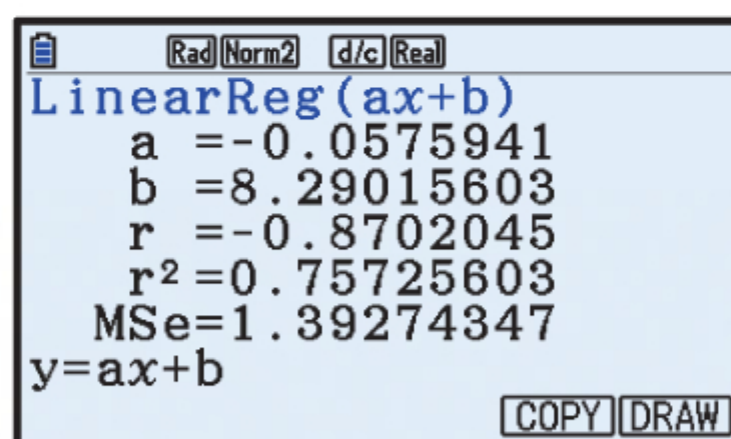 Rad Norm2 d/c Real
LinearReg(ax+b)
a =-0.0575941
b =8.29015603
r =-0.8702045
r²=0.75725603
MSe=1.39274347
y=ax+b
COPY DRAW